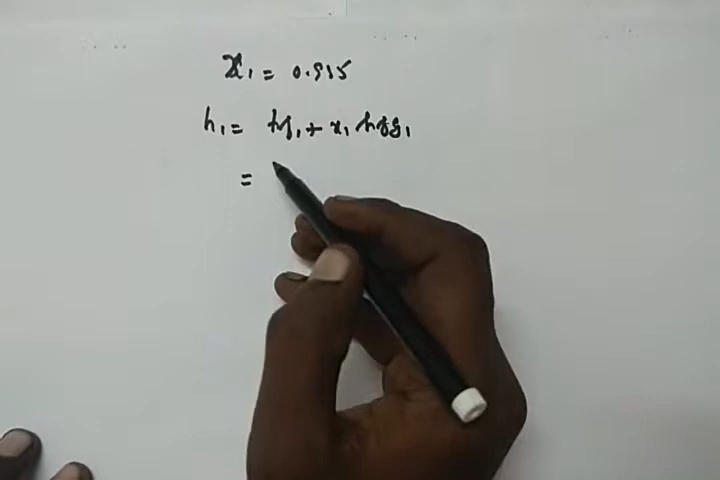 x₁ = 0.915
h₁ = hf₁ + x₁ hfg₁
=